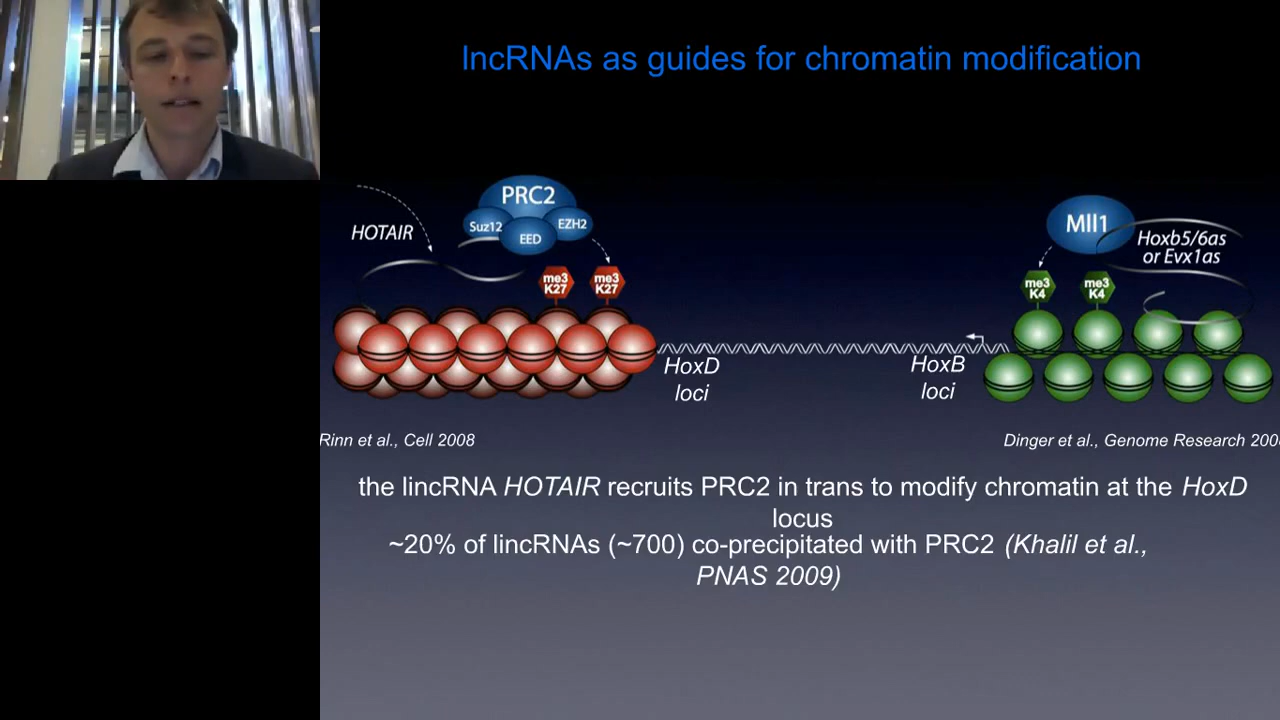 lncRNAs as guides for chromatin modification
PRC2
Suz12
EZH2
EED
HOTAIR
me3
K27
me3
K27
Mll1
Hoxb5/6as
or Evx1as
me3
K4
me3
K4
HoxD
loci
HoxB
loci
Rinn et al., Cell 2008
Dinger et al., Genome Research 200
the lincRNA HOTAIR recruits PRC2 in trans to modify chromatin at the HoxD
locus
~20% of lincRNAs (~700) co-precipitated with PRC2 (Khalil et al.,
PNAS 2009)